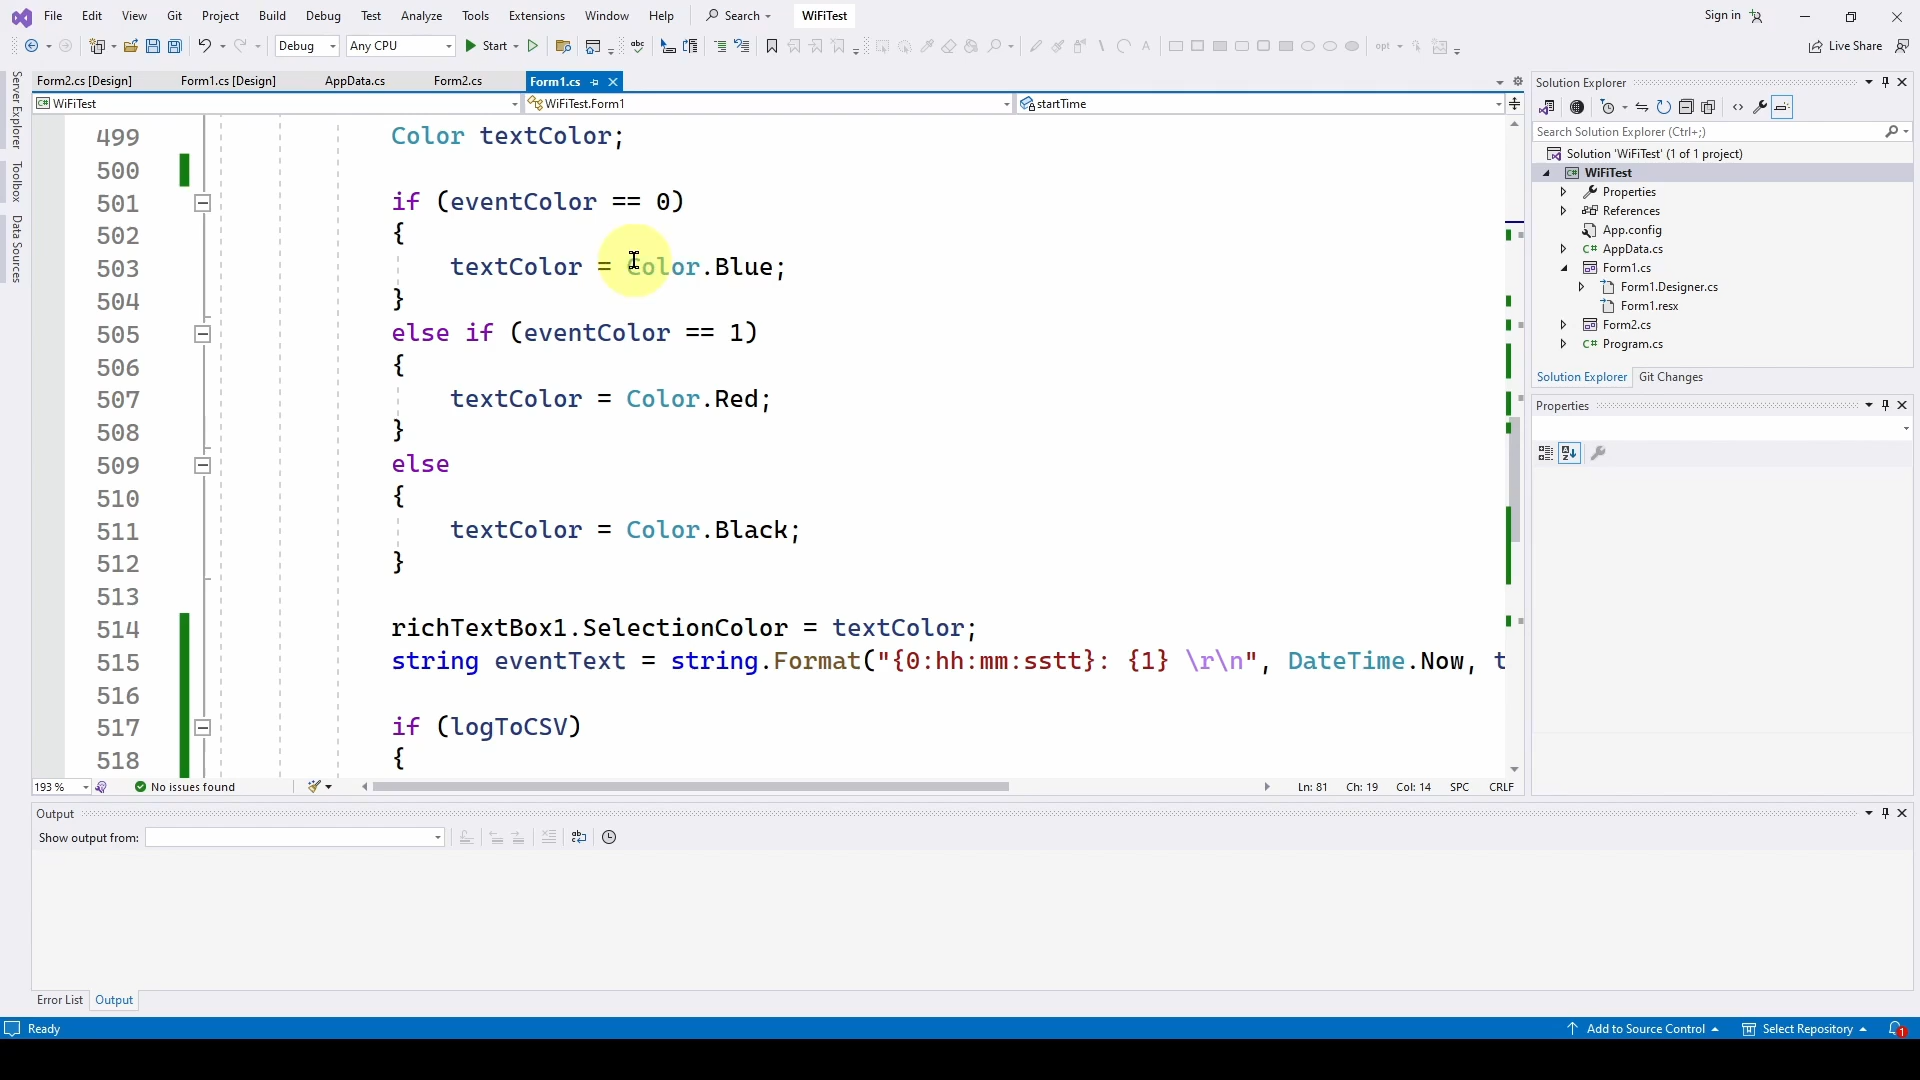 File Edit View Git Project Build Debug Test Analyze Tools Extensions Window Help Search WiFiTest Sign in
Debug Any CPU Start opt Live Share
Server Explorer
Toolbox
Data Sources
Form2.cs [Design] Form1.cs [Design] AppData.cs Form2.cs Form1.cs
WiFiTest WiFiTest.Form1 startTime
499 Color textColor;
500
501 if (eventColor == 0)
502 {
503 textColor = Color.Blue;
504 }
505 else if (eventColor == 1)
506 {
507 textColor = Color.Red;
508 }
509 else
510 {
511 textColor = Color.Black;
512 }
513
514 richTextBox1.SelectionColor = textColor;
515 string eventText = string.Format("{0:hh:mm:sstt}: {1} \r\n", DateTime.Now, t
516
517 if (logToCSV)
518 {
193 % No issues found Ln: 81 Ch: 19 Col: 14 SPC CRLF
Solution Explorer
Search Solution Explorer (Ctrl+;)
Solution 'WiFiTest' (1 of 1 project)
WiFiTest
Properties
References
App.config
C# AppData.cs
Form1.cs
Form1.Designer.cs
Form1.resx
Form2.cs
C# Program.cs
Solution Explorer Git Changes
Properties
Output
Show output from:
Error List Output
Ready Add to Source Control Select Repository 1